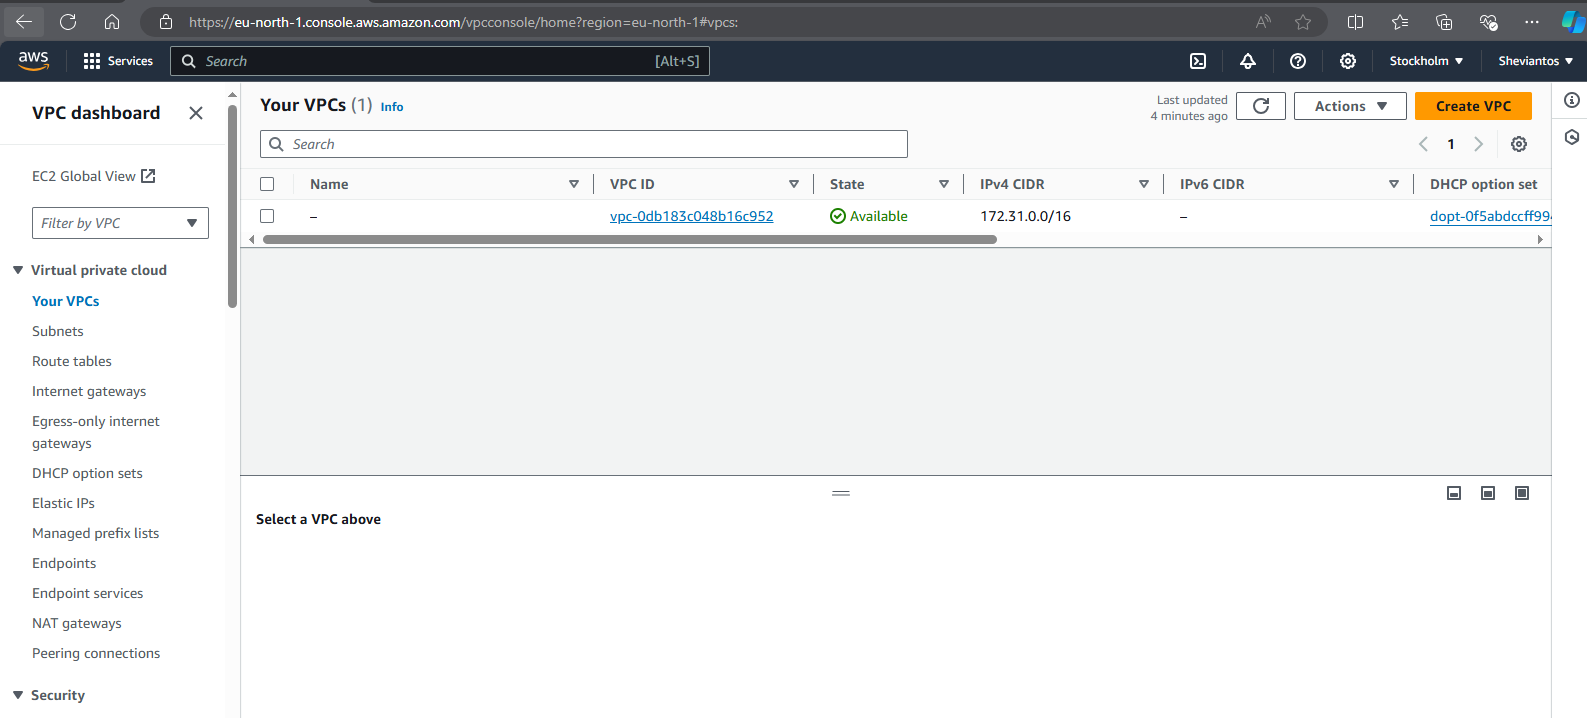 https://eu-north-1.console.aws.amazon.com/vpcconsole/home?region=eu-north-1#vpcs:
aws
Services
Search
[Alt+S]
Stockholm
Sheviantos
VPC dashboard
EC2 Global View
Filter by VPC
Virtual private cloud
Your VPCs
Subnets
Route tables
Internet gateways
Egress-only internet
gateways
DHCP option sets
Elastic IPs
Managed prefix lists
Endpoints
Endpoint services
NAT gateways
Peering connections
Security
Your VPCs (1) Info
Last updated
4 minutes ago
Actions
Create VPC
Search
1
Name VPC ID State IPv4 CIDR IPv6 CIDR DHCP option set
– vpc-0db183c048b16c952 Available 172.31.0.0/16 – dopt-0f5abdccff994
Select a VPC above